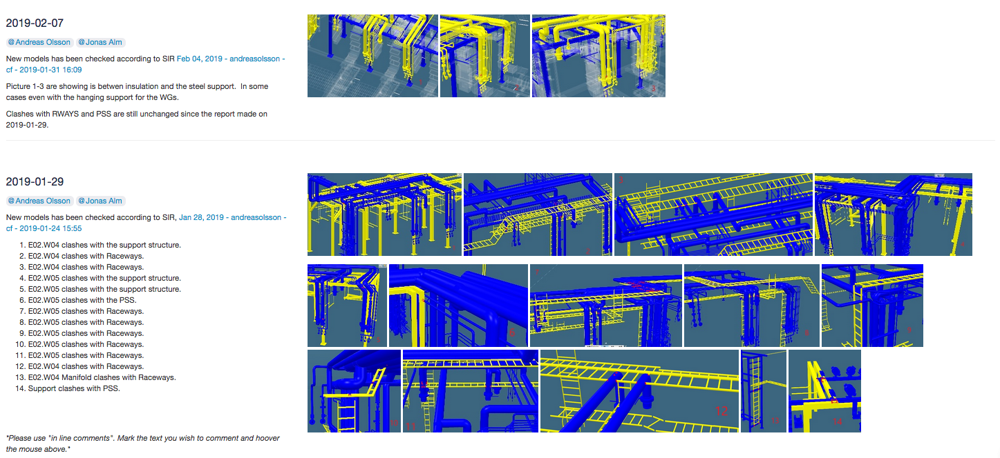 2019-02-07
@Andreas Olsson @Jonas Alm
New models has been checked according to SIR Feb 04, 2019 - andreasolsson -
cf - 2019-01-31 16:09
Picture 1-3 are showing is betwen insulation and the steel support. In some
cases even with the hanging support for the WGs.
Clashes with RWAYS and PSS are still unchanged since the report made on
2019-01-29.
1
2
3
2019-01-29
@Andreas Olsson @Jonas Alm
New models has been checked according to SIR, Jan 28, 2019 - andreasolsson -
cf - 2019-01-24 15:55
1. E02.W04 clashes with the support structure.
2. E02.W04 clashes with Raceways.
3. E02.W04 clashes with Raceways.
4. E02.W05 clashes with the support structure.
5. E02.W05 clashes with the support structure.
6. E02.W05 clashes with the PSS.
7. E02.W05 clashes with Raceways.
8. E02.W05 clashes with Raceways.
9. E02.W05 clashes with Raceways.
10. E02.W05 clashes with Raceways.
11. E02.W05 clashes with Raceways.
12. E02.W04 clashes with Raceways.
13. E02.W04 Manifold clashes with Raceways.
14. Support clashes with PSS.
*Please use "in line comments". Mark the text you wish to comment and hoover
the mouse above.*
3
6
10
11
12
13
14